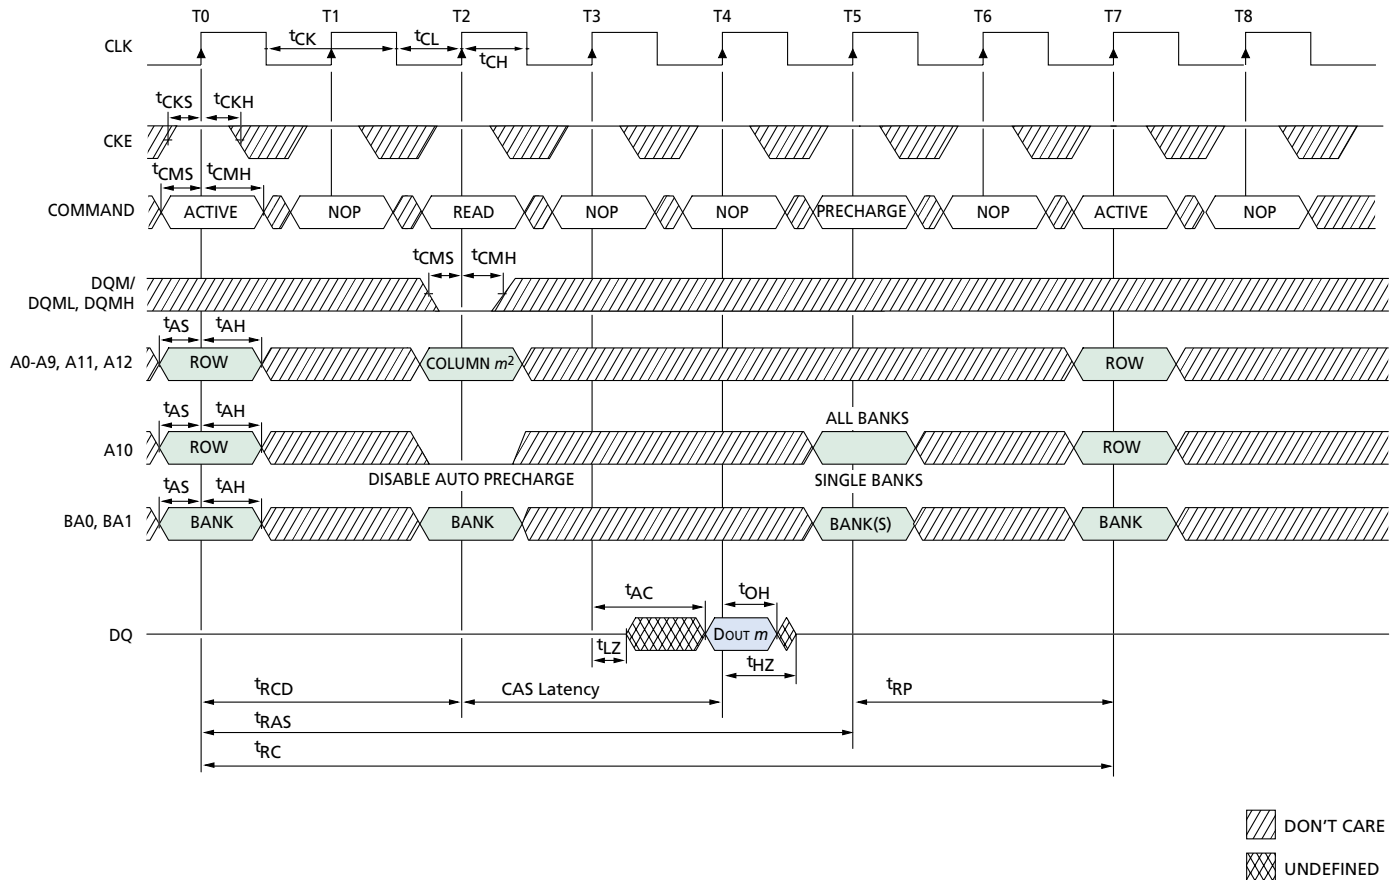 T0 T1 T2 T3 T4 T5 T6 T7 T8
CLK tCK tCL tCH
tCKS tCKH
CKE
tCMS tCMH
COMMAND ACTIVE NOP READ NOP NOP PRECHARGE NOP ACTIVE NOP
tCMS tCMH
DQM/
DQML, DQMH
tAS tAH
A0-A9, A11, A12 ROW COLUMN m2 ROW
tAS tAH ALL BANKS
A10 ROW ROW
DISABLE AUTO PRECHARGE SINGLE BANKS
tAS tAH
BA0, BA1 BANK BANK BANK(S) BANK
tAC tOH
DQ DOUT m
tLZ tHZ
tRCD CAS Latency tRP
tRAS
tRC
DON'T CARE
UNDEFINED